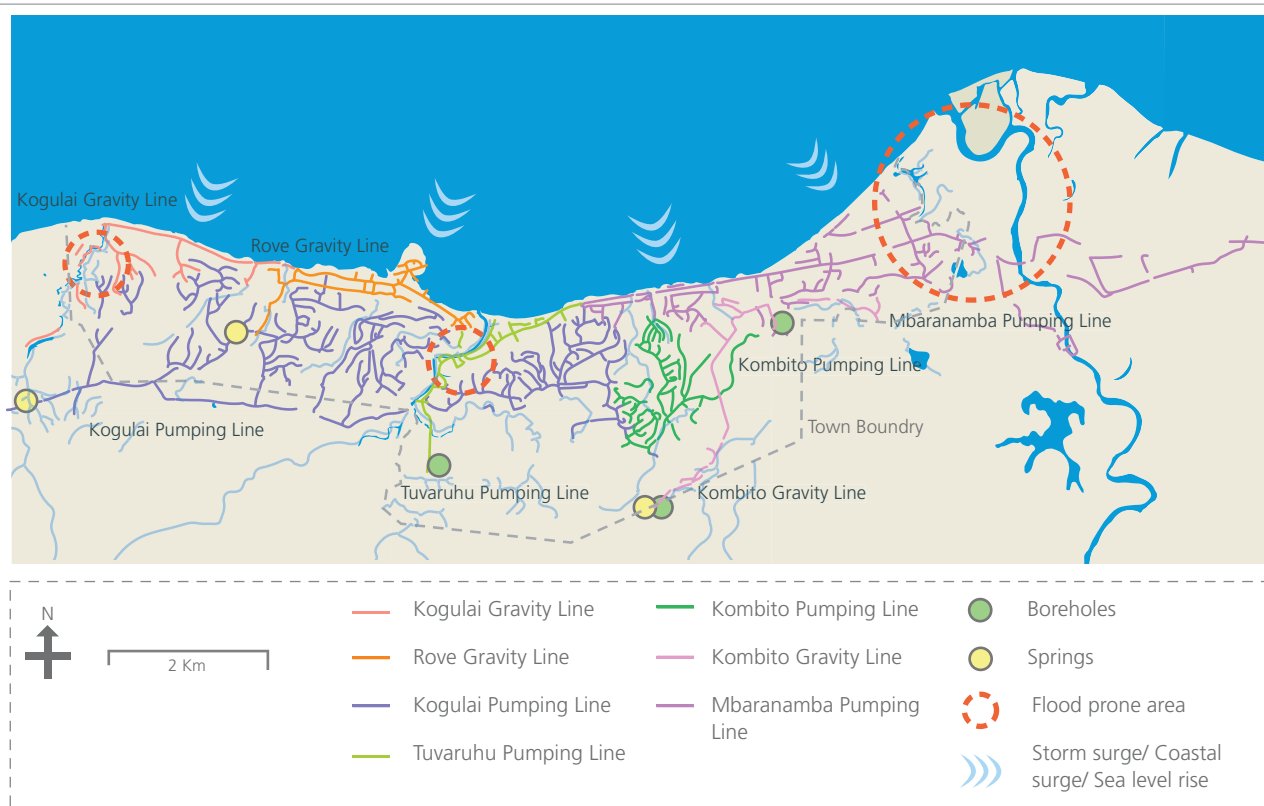 Kogulai Gravity Line
Rove Gravity Line
Mbaranamba Pumping Line
Kombito Pumping Line
Town Boundry
Kogulai Pumping Line
Tuvaruhu Pumping Line
Kombito Gravity Line
N
2 Km
Kogulai Gravity Line
Rove Gravity Line
Kogulai Pumping Line
Tuvaruhu Pumping Line
Kombito Pumping Line
Kombito Gravity Line
Mbaranamba Pumping
Line
Boreholes
Springs
Flood prone area
Storm surge/ Coastal
surge/ Sea level rise